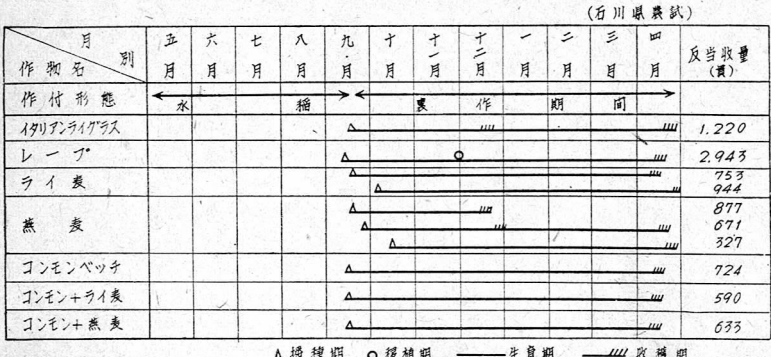 (石川県農試)
月別 作物名 五月 六月 七月 八月 九月 十月 十一月 十二月 一月 二月 三月 四月 反当収量(貫)
作付形態 水稲 裏作期間
イタリアンライグラス 1.220
レープ 2.943
ライ麦 753
944
燕麦 877
671
327
コンモンベッチ 724
コンモン+ライ麦 590
コンモン+燕麦 633
播種期 移植期 生育期 収穫期